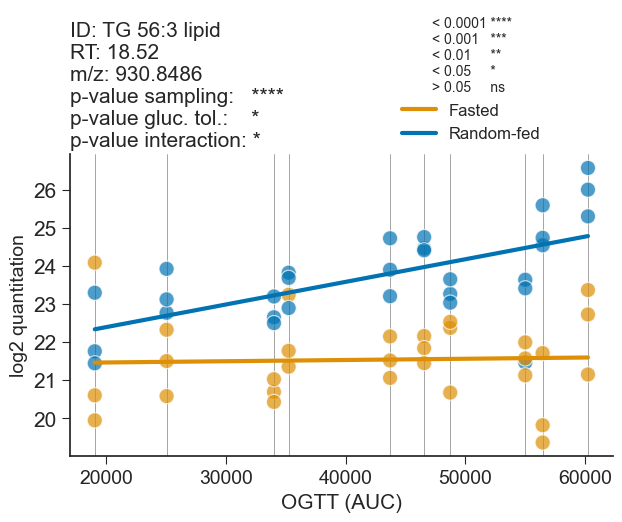 ID: TG 56:3 lipid
RT: 18.52
m/z: 930.8486
p-value sampling: ****
p-value gluc. tol.: *
p-value interaction: *
< 0.0001 ****
< 0.001 ***
< 0.01 **
< 0.05 *
> 0.05 ns
Fasted
Random-fed
log2 quantitation
26
25
24
23
22
21
20
20000 30000 40000 50000 60000
OGTT (AUC)